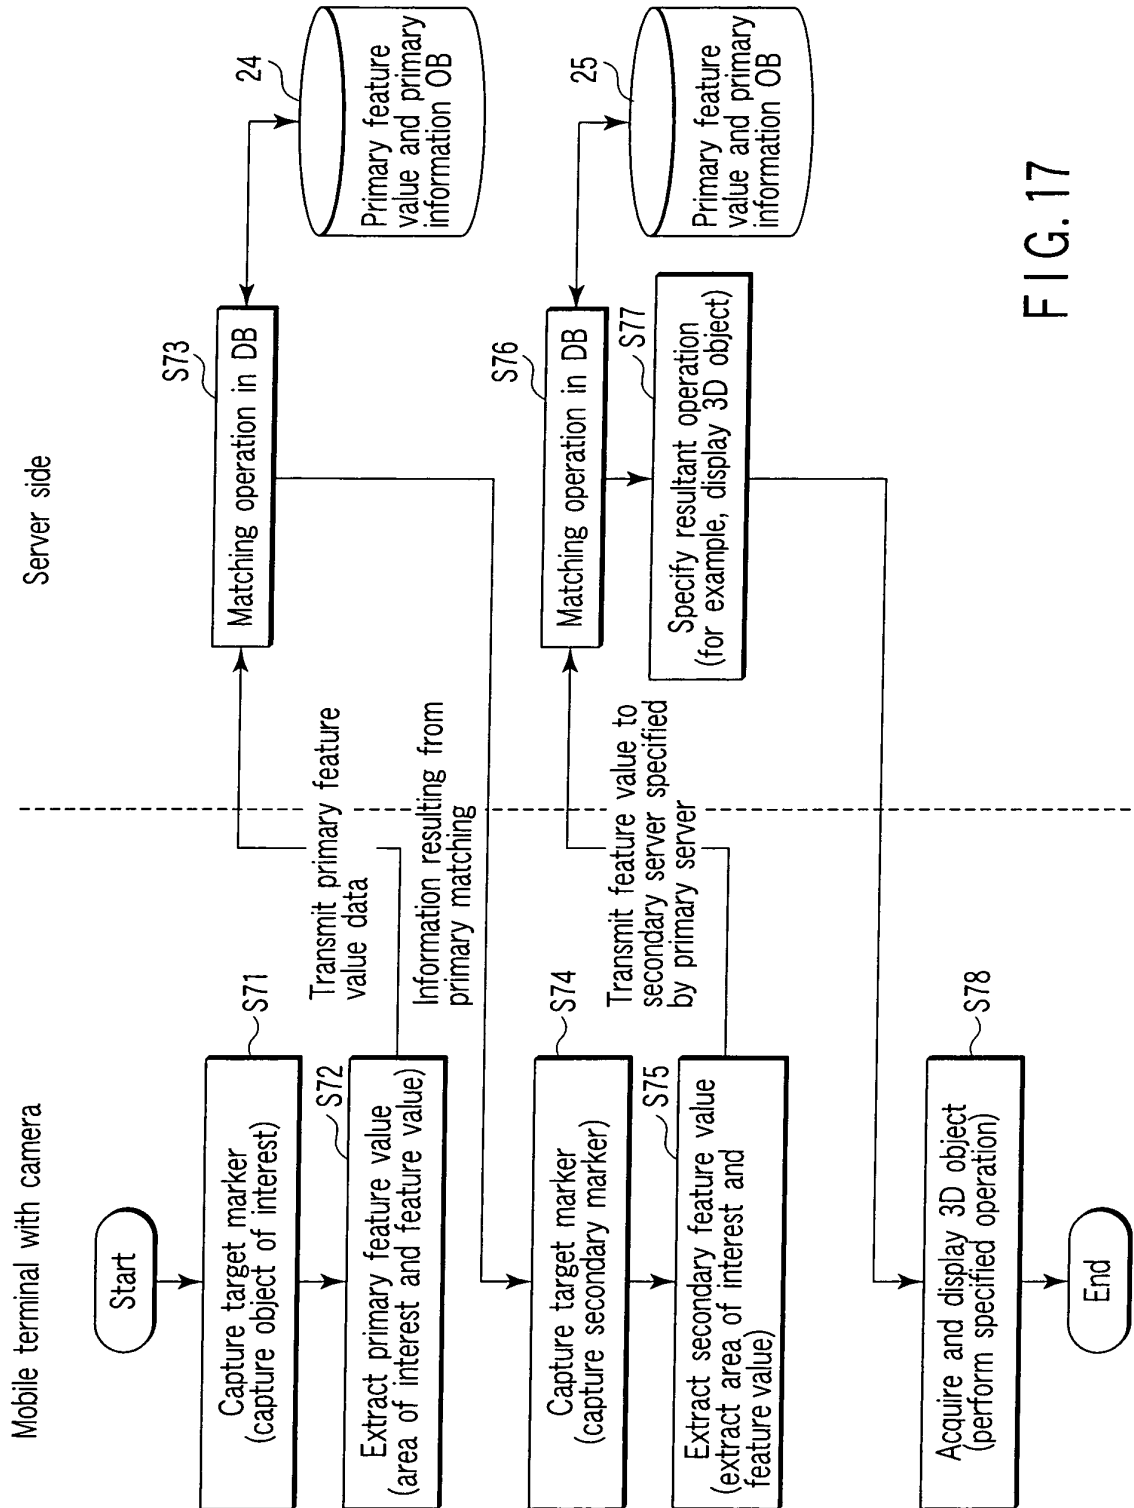 Mobile terminal with camera
Server side
Start
S71
Capture target marker
(capture object of interest)
S72
Extract primary feature value
(area of interest and feature value)
Transmit primary feature
value data
S73
Matching operation in DB
24
Primary feature
value and primary
information OB
Information resulting from
primary matching
S74
Capture target marker
(capture secondary marker)
S75
Extract secondary feature value
(extract area of interest and
feature value)
Transmit feature value to
secondary server specified
by primary server
S76
Matching operation in DB
25
Primary feature
value and primary
information OB
S77
Specify resultant operation
(for example, display 3D object)
S78
Acquire and display 3D object
(perform specified operation)
End
FIG. 17